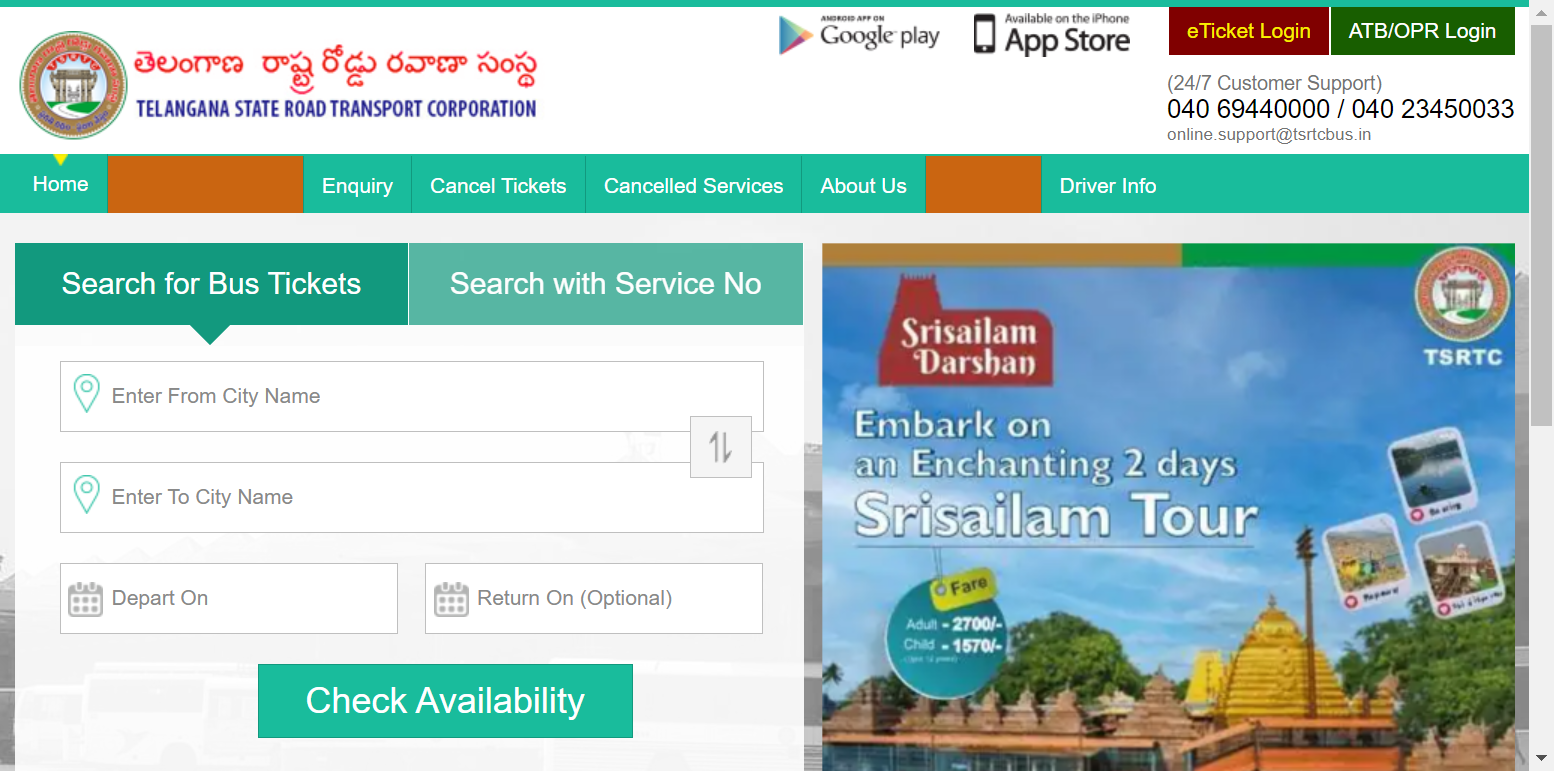 తెలంగాణ రాష్ట్ర రోడ్డు రవాణా సంస్థ
TELANGANA STATE ROAD TRANSPORT CORPORATION
ANDROID APP ON
Google play
Available on the iPhone
App Store
eTicket Login
ATB/OPR Login
(24/7 Customer Support)
040 69440000 / 040 23450033
online.support@tsrtcbus.in
Home
Enquiry
Cancel Tickets
Cancelled Services
About Us
Driver Info
Search for Bus Tickets
Search with Service No
Enter From City Name
Enter To City Name
Depart On
Return On (Optional)
Check Availability
TSRTC
Srisailam
Darshan
Embark on
an Enchanting 2 days
Srisailam Tour
Fare
Adult - 2700/-
Child - 1570/-